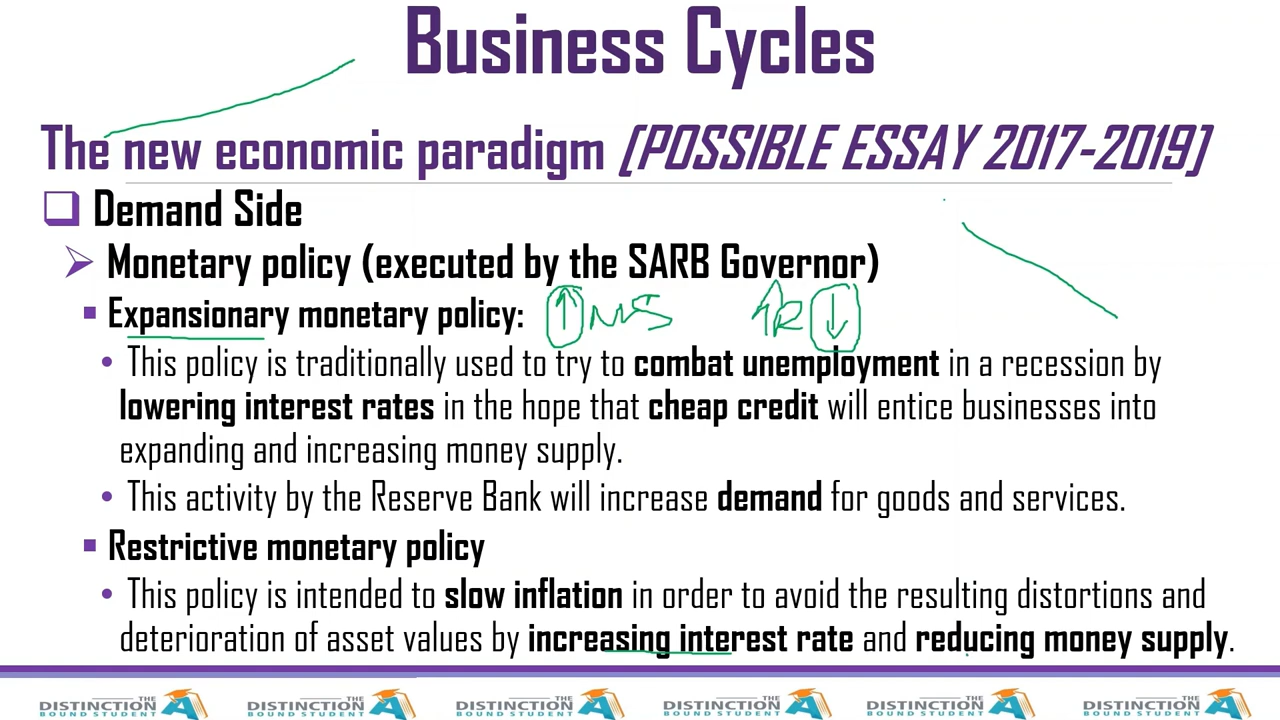 Business Cycles
The new economic paradigm [POSSIBLE ESSAY 2017-2019]
Demand Side
Monetary policy (executed by the SARB Governor)
Expansionary monetary policy: ↑ MS R ↓
This policy is traditionally used to try to combat unemployment in a recession by
lowering interest rates in the hope that cheap credit will entice businesses into
expanding and increasing money supply.
This activity by the Reserve Bank will increase demand for goods and services.
Restrictive monetary policy
This policy is intended to slow inflation in order to avoid the resulting distortions and
deterioration of asset values by increasing interest rate and reducing money supply.
THE DISTINCTION BOUND STUDENT A
THE DISTINCTION BOUND STUDENT A
THE DISTINCTION BOUND STUDENT A
THE DISTINCTION BOUND STUDENT A
THE DISTINCTION BOUND STUDENT A
THE DISTINCTION BOUND STUDENT A